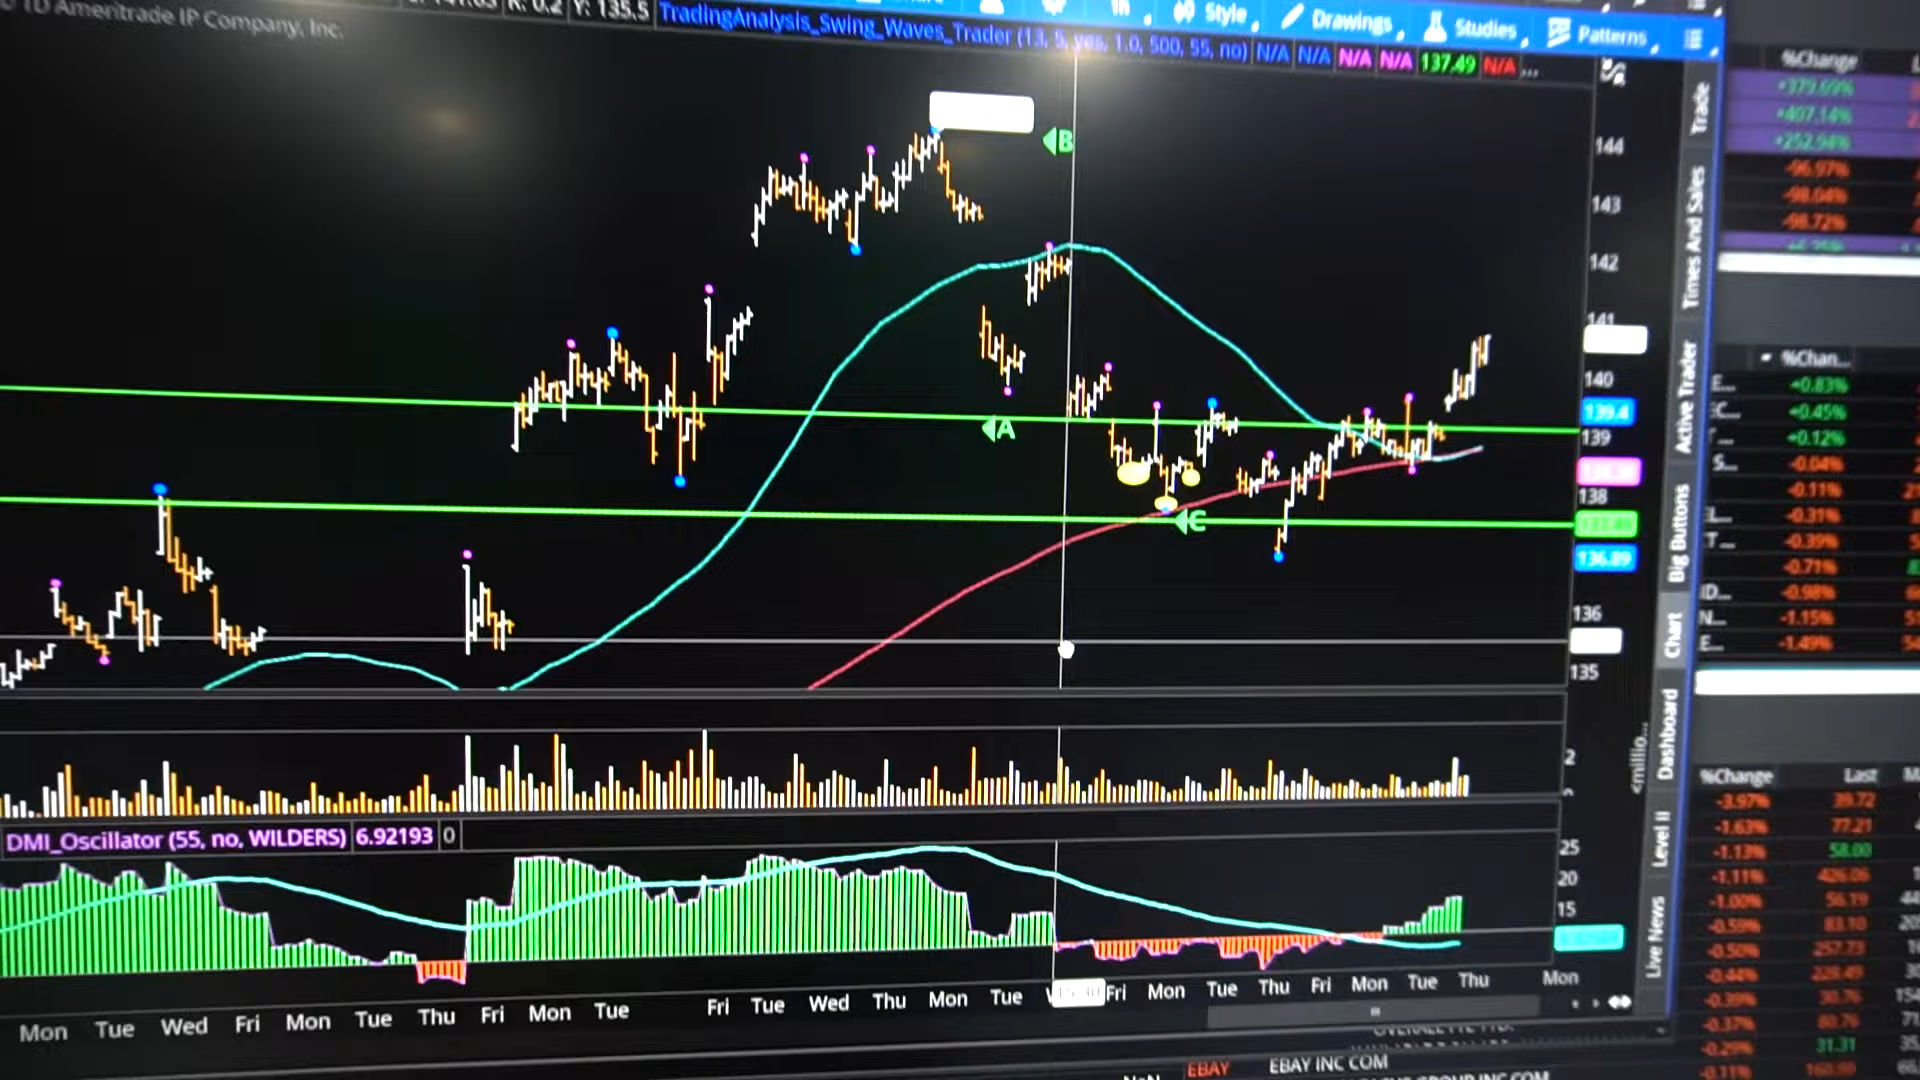 © TD Ameritrade IP Company, Inc.
R: 0.2 Y: 135.5
TradingAnalysis_Swing_Waves_Trader (13, 5, yes, 1.0, 500, 55, no) N/A N/A N/A N/A 137.49 N/A ...
Style
Drawings
Studies
Patterns
B
A
C
144
143
142
141
140
139.4
139
138
136.89
136
135
2
DMI_Oscillator (55, no, WILDERS) 6.92193 0
25
20
15
Mon Tue Wed Fri Mon Tue Thu Fri Mon Tue Fri Tue Wed Thu Mon Tue Fri Mon Tue Thu Fri Mon Tue Thu Mon
Trade
Times And Sales
Active Trader
Big Buttons
Chart
Dashboard
Level II
Live News
%Change
+379.69%
+407.14%
+252.94%
-96.97%
-98.04%
-98.72%
%Chan...
+0.83%
+0.45%
+0.12%
-0.04%
-0.11%
-0.31%
-0.39%
-0.71%
-0.98%
-1.15%
-1.49%
%Change Last
-3.97% 39.72
-1.63% 77.21
-1.13% 58.00
-1.11% 426.06
-1.00% 56.19
-0.59% 83.10
-0.50% 257.73
-0.44% 228.49
-0.39% 30.76
-0.37% 60.76
-0.29% 31.31
EBAY EBAY INC COM